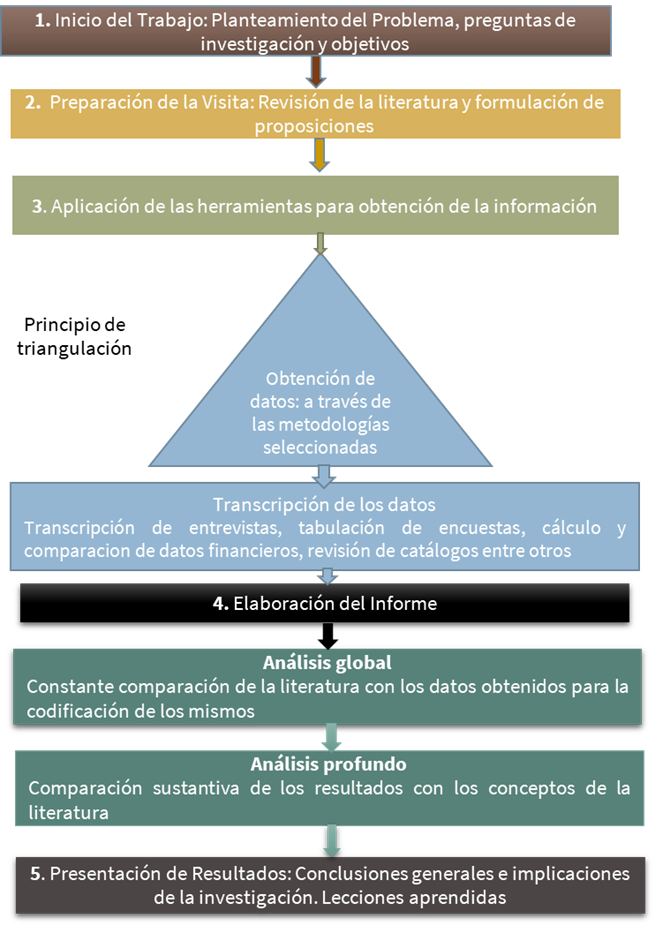 1. Inicio del Trabajo: Planteamiento del Problema, preguntas de
investigación y objetivos
2. Preparación de la Visita: Revisión de la literatura y formulación de
proposiciones
3. Aplicación de las herramientas para obtención de la información
Principio de
triangulación
Obtención de
datos: a través de
las metodologías
seleccionadas
Transcripción de los datos
Transcripción de entrevistas, tabulación de encuestas, cálculo y
comparacion de datos financieros, revisión de catálogos entre otros
4. Elaboración del Informe
Análisis global
Constante comparación de la literatura con los datos obtenidos para la
codificación de los mismos
Análisis profundo
Comparación sustantiva de los resultados con los conceptos de la
literatura
5. Presentación de Resultados: Conclusiones generales e implicaciones
de la investigación. Lecciones aprendidas